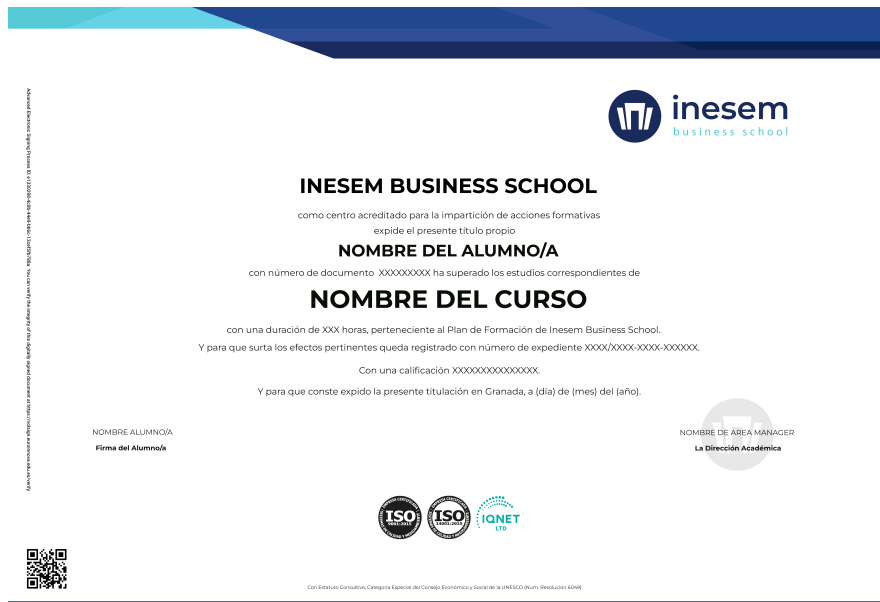 inesem
business school
INESEM BUSINESS SCHOOL
como centro acreditado para la impartición de acciones formativas
expide el presente título propio
NOMBRE DEL ALUMNO/A
con número de documento XXXXXXXXX ha superado los estudios correspondientes de
NOMBRE DEL CURSO
con una duración de XXX horas, perteneciente al Plan de Formación de Inesem Business School.
Y para que surta los efectos pertinentes queda registrado con número de expediente XXXX/XXXX-XXXX-XXXXXX.
Con una calificación XXXXXXXXXXXXXXX.
Y para que conste expido la presente titulación en Granada, a (día) de (mes) del (año).
NOMBRE ALUMNO/A
Firma del Alumno/a
NOMBRE DE AREA MANAGER
La Dirección Académica
ISO
9001:2015
ISO
14001:2015
IQNET
LTD
Con Estatuto Consultivo, Categoría Especial del Consejo Económico y Social de la UNESCO (Num. Resolución 6049)